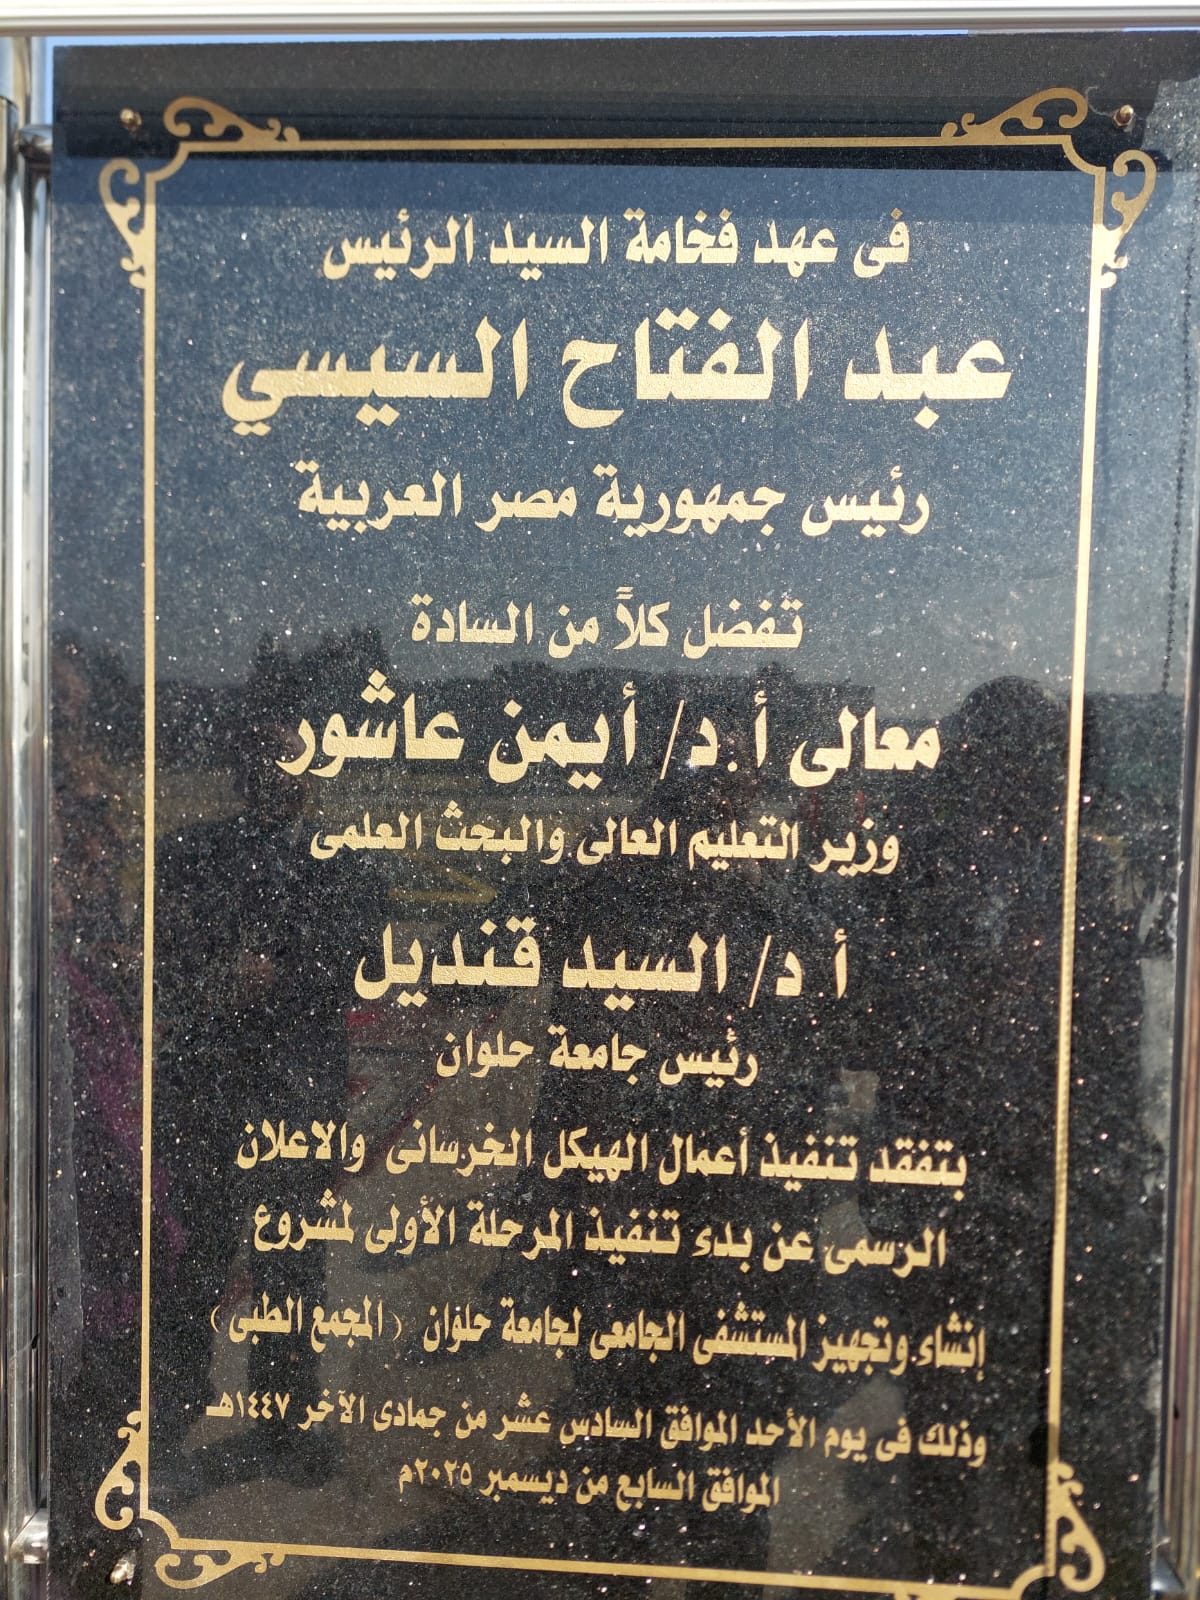 فى عهد فخامة السيد الرئيس
عبد الفتاح السيسي
رئيس جمهورية مصر العربية
تفضل كلاً من السادة
معالى أ.د/ أيمن عاشور
وزير التعليم العالى والبحث العلمى
أ د/ السيد قنديل
رئيس جامعة حلوان
بتفقد تنفيذ أعمال الهيكل الخرسانى والاعلان
الرسمى عن بدء تنفيذ المرحلة الأولى لمشروع
إنشاء وتجهيز المستشفى الجامعى لجامعة حلوان ( المجمع الطبى )
وذلك فى يوم الأحد الموافق السادس عشر من جمادى الآخر ١٤٤٧هـ
الموافق السابع من ديسمبر ٢٠٢٥م